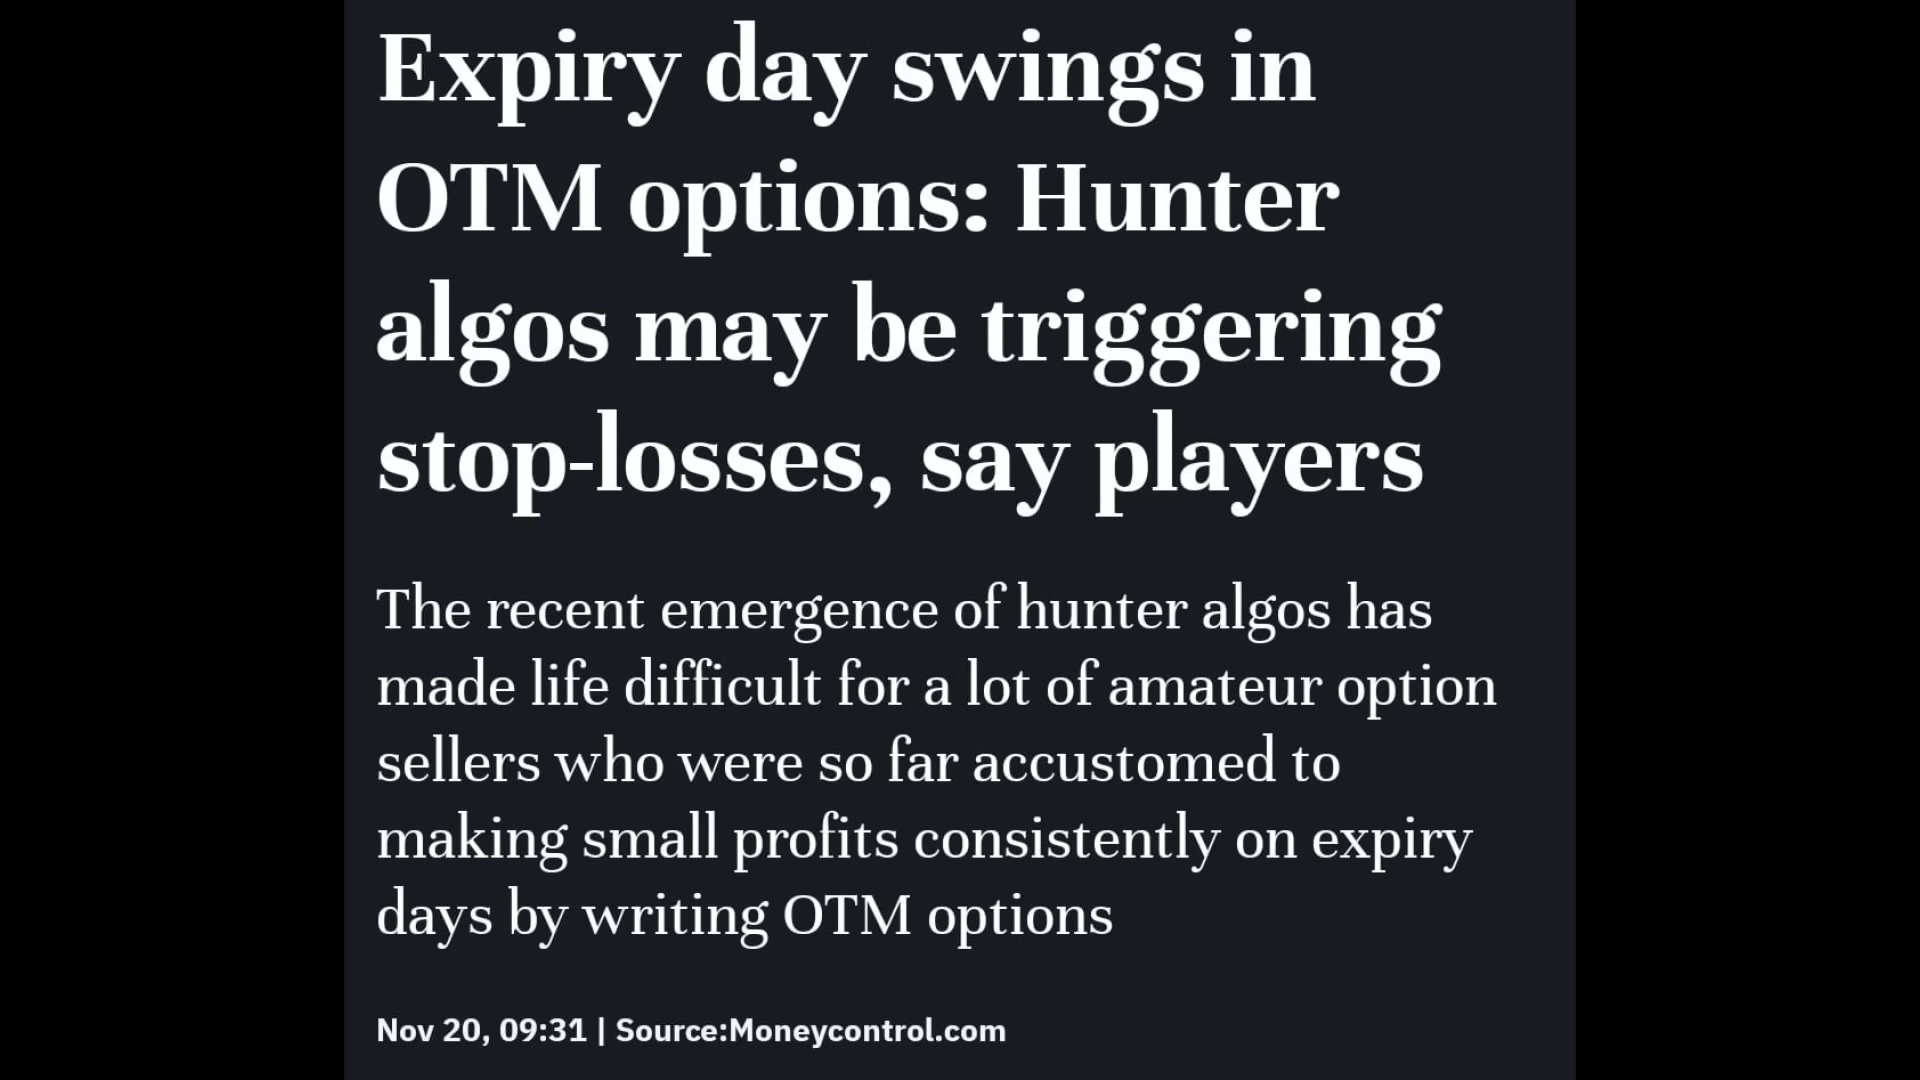 Expiry day swings in
OTM options: Hunter
algos may be triggering
stop-losses, say players
The recent emergence of hunter algos has
made life difficult for a lot of amateur option
sellers who were so far accustomed to
making small profits consistently on expiry
days by writing OTM options
Nov 20, 09:31 | Source:Moneycontrol.com